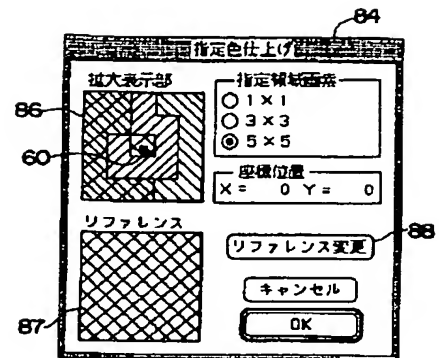 84
指定色仕上げ
拡大表示部
指定領域画素
86
1×1
3×3
5×5
60
座標位置
X= 0 Y= 0
リファレンス
リファレンス変更
88
キャンセル
87
OK